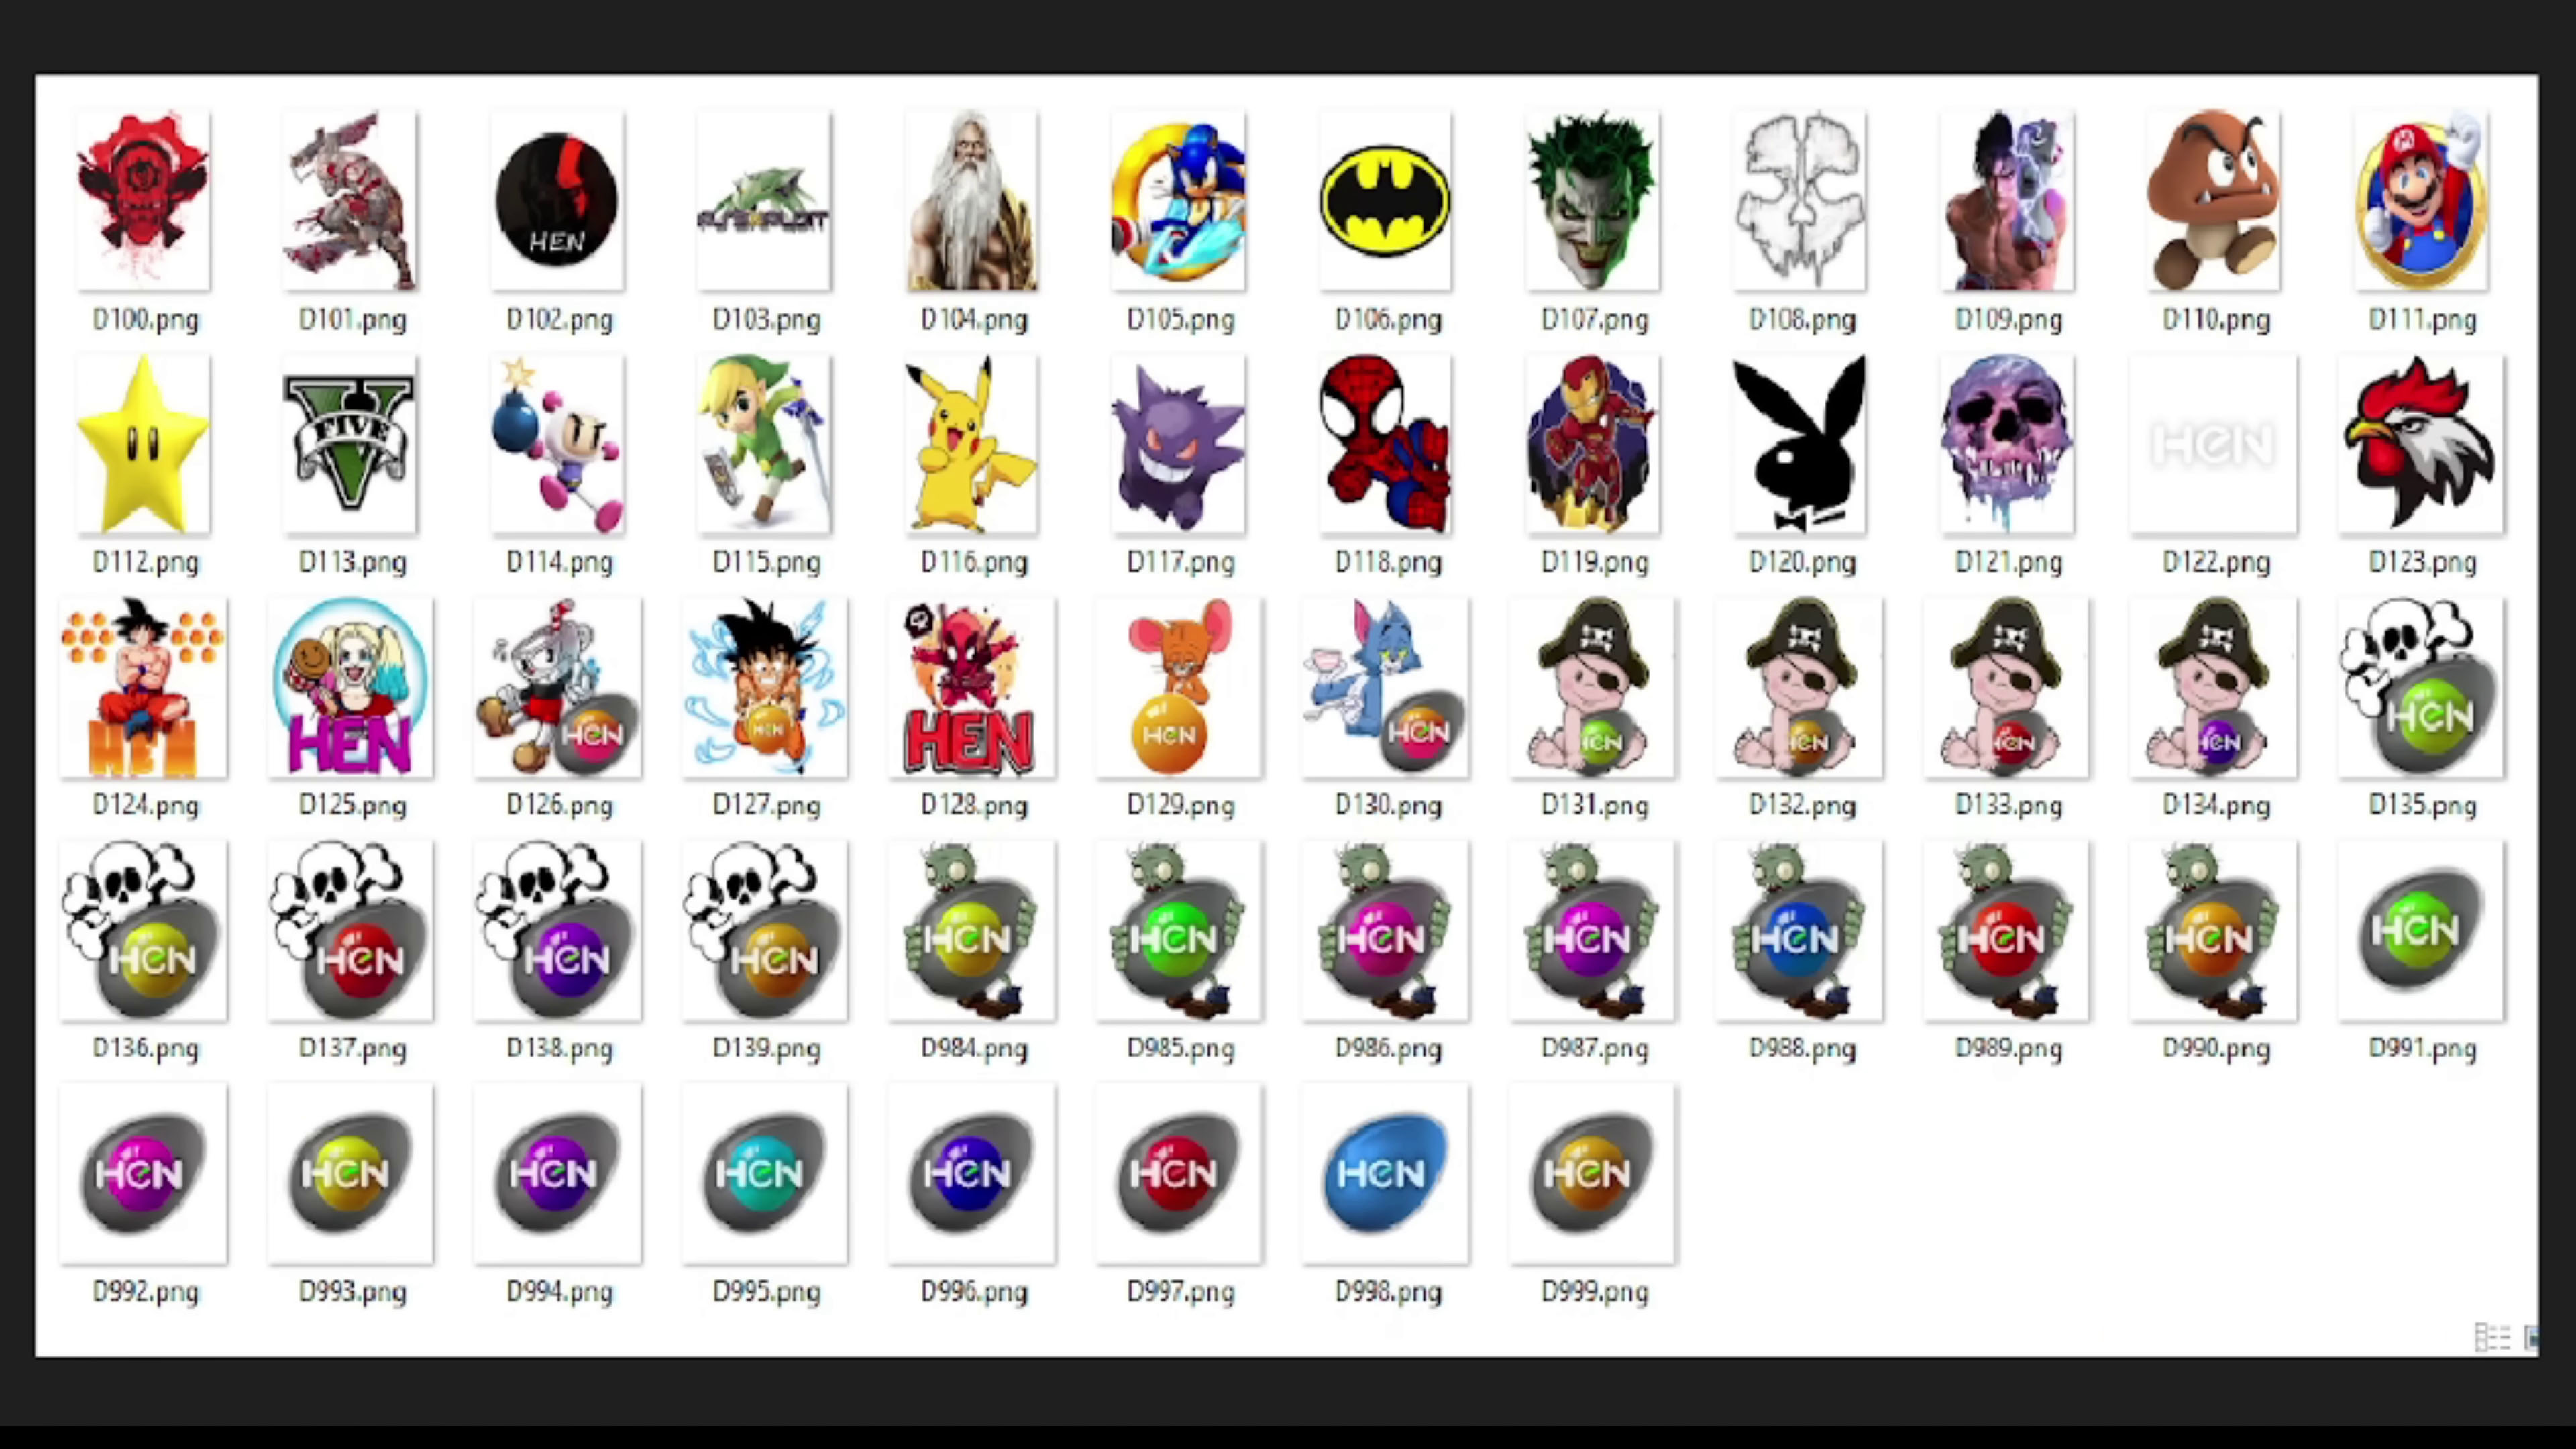 HEN
D100.png D101.png D102.png D103.png D104.png D105.png D106.png D107.png D108.png D109.png D110.png D111.png
FIVE
HEN
D112.png D113.png D114.png D115.png D116.png D117.png D118.png D119.png D120.png D121.png D122.png D123.png
HEN HEN HEN HEN HEN HEN HEN HEN HEN HEN HEN HEN
D124.png D125.png D126.png D127.png D128.png D129.png D130.png D131.png D132.png D133.png D134.png D135.png
HEN HEN HEN HEN HEN HEN HEN HEN HEN HEN HEN HEN
D136.png D137.png D138.png D139.png D984.png D985.png D986.png D987.png D988.png D989.png D990.png D991.png
HEN HEN HEN HEN HEN HEN HEN HEN
D992.png D993.png D994.png D995.png D996.png D997.png D998.png D999.png